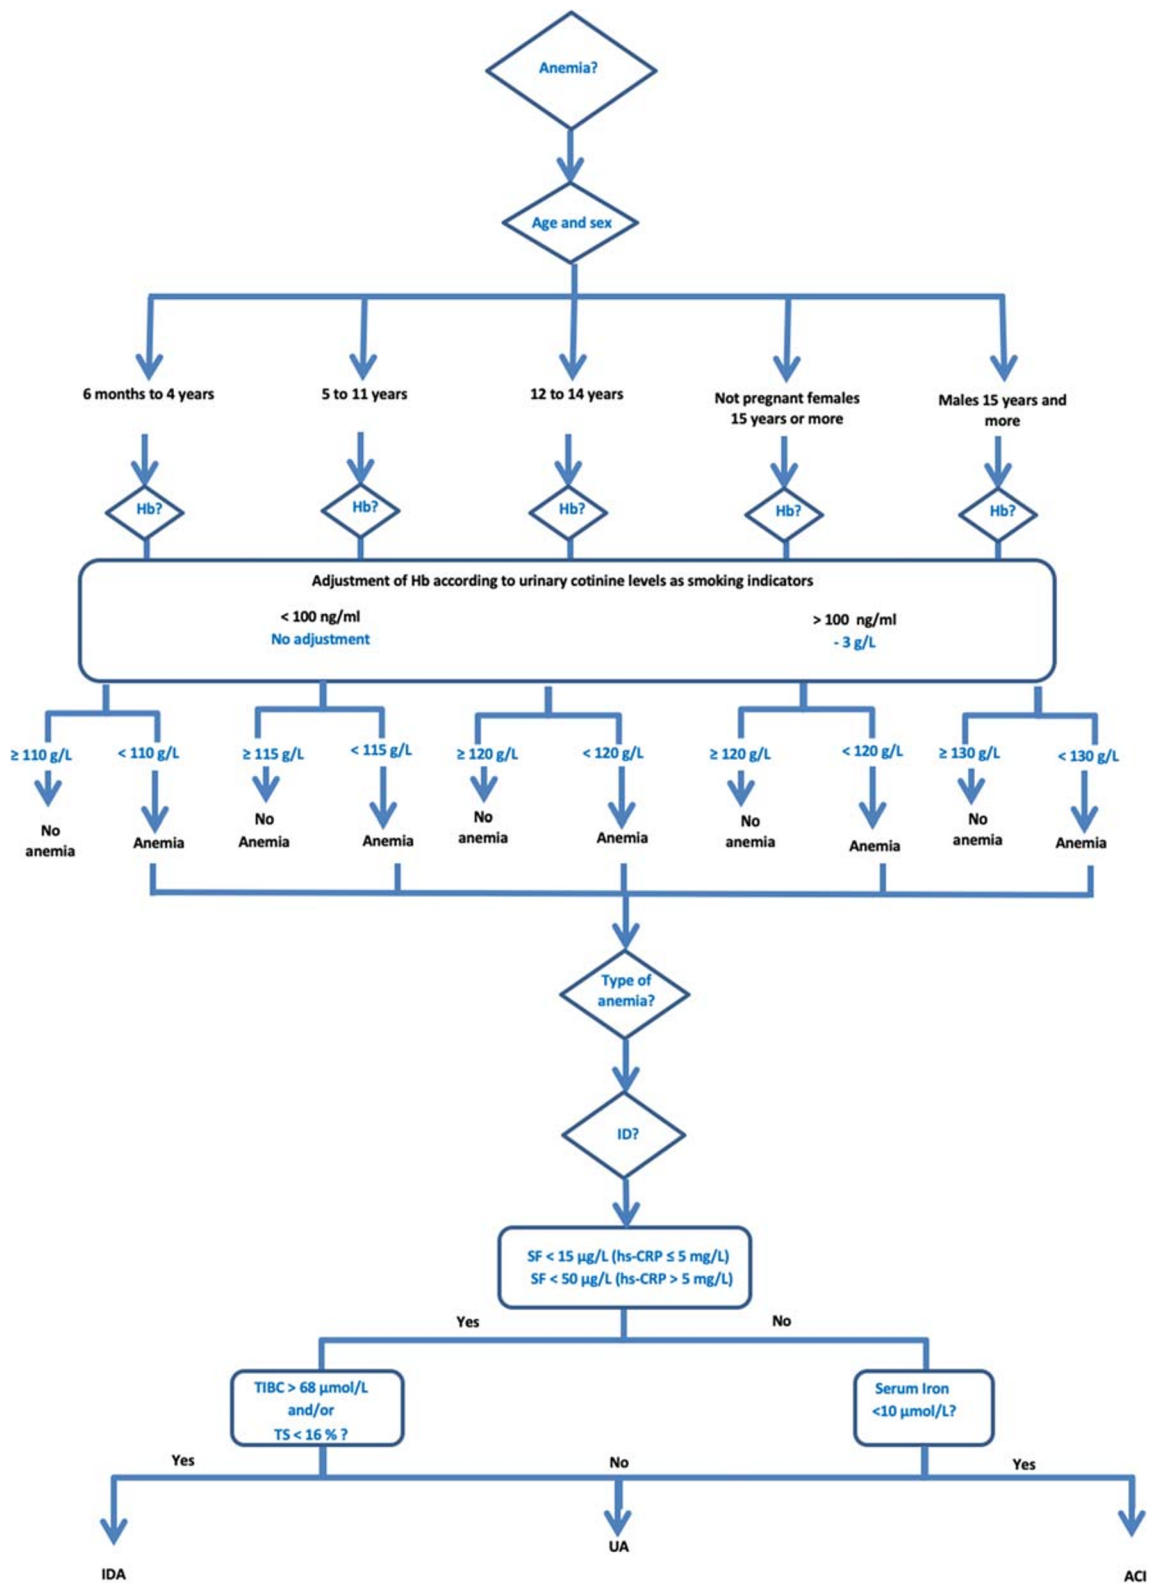 Anemia?
Age and sex
6 months to 4 years
5 to 11 years
12 to 14 years
Not pregnant females
15 years or more
Males 15 years and
more
Hb?
Hb?
Hb?
Hb?
Hb?
Adjustment of Hb according to urinary cotinine levels as smoking indicators
< 100 ng/ml
No adjustment
> 100 ng/ml
- 3 g/L
≥ 110 g/L
< 110 g/L
≥ 115 g/L
< 115 g/L
≥ 120 g/L
< 120 g/L
≥ 120 g/L
< 120 g/L
≥ 130 g/L
< 130 g/L
No
anemia
Anemia
No
Anemia
Anemia
No
anemia
Anemia
No
anemia
Anemia
No
anemia
Anemia
Type of
anemia?
ID?
SF < 15 µg/L (hs-CRP ≤ 5 mg/L)
SF < 50 µg/L (hs-CRP > 5 mg/L)
Yes
No
TIBC > 68 µmol/L
and/or
TS < 16 % ?
Serum Iron
<10 µmol/L?
Yes
No
Yes
IDA
UA
ACI